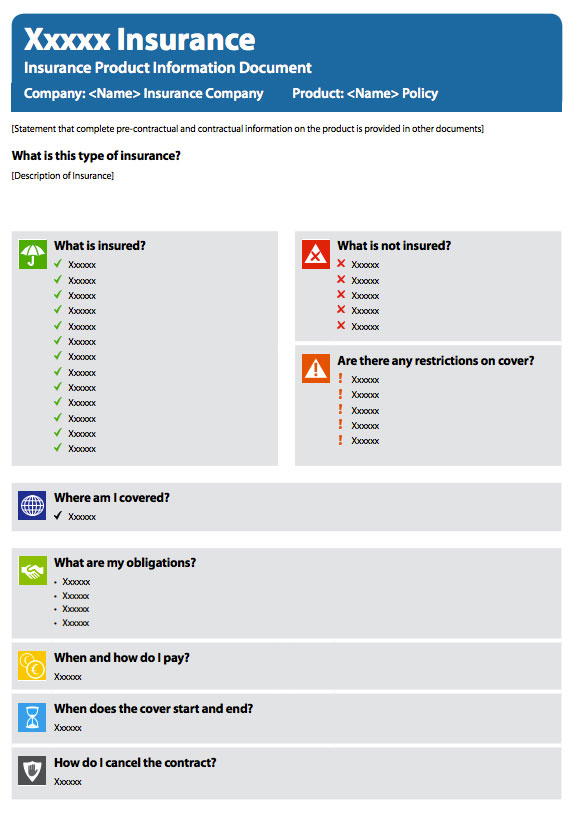 Xxxxx Insurance
Insurance Product Information Document
Company: <Name> Insurance Company Product: <Name> Policy
[Statement that complete pre-contractual and contractual information on the product is provided in other documents]
What is this type of insurance?
[Description of Insurance]
What is insured?
✓ Xxxxxx
✓ Xxxxxx
✓ Xxxxxx
✓ Xxxxxx
✓ Xxxxxx
✓ Xxxxxx
✓ Xxxxxx
✓ Xxxxxx
✓ Xxxxxx
✓ Xxxxxx
✓ Xxxxxx
✓ Xxxxxx
✓ Xxxxxx
What is not insured?
✗ Xxxxxx
✗ Xxxxxx
✗ Xxxxxx
✗ Xxxxxx
✗ Xxxxxx
Are there any restrictions on cover?
! Xxxxxx
! Xxxxxx
! Xxxxxx
! Xxxxxx
! Xxxxxx
Where am I covered?
✓ Xxxxxx
What are my obligations?
• Xxxxxx
• Xxxxxx
• Xxxxxx
• Xxxxxx
When and how do I pay?
Xxxxxx
When does the cover start and end?
Xxxxxx
How do I cancel the contract?
Xxxxxx